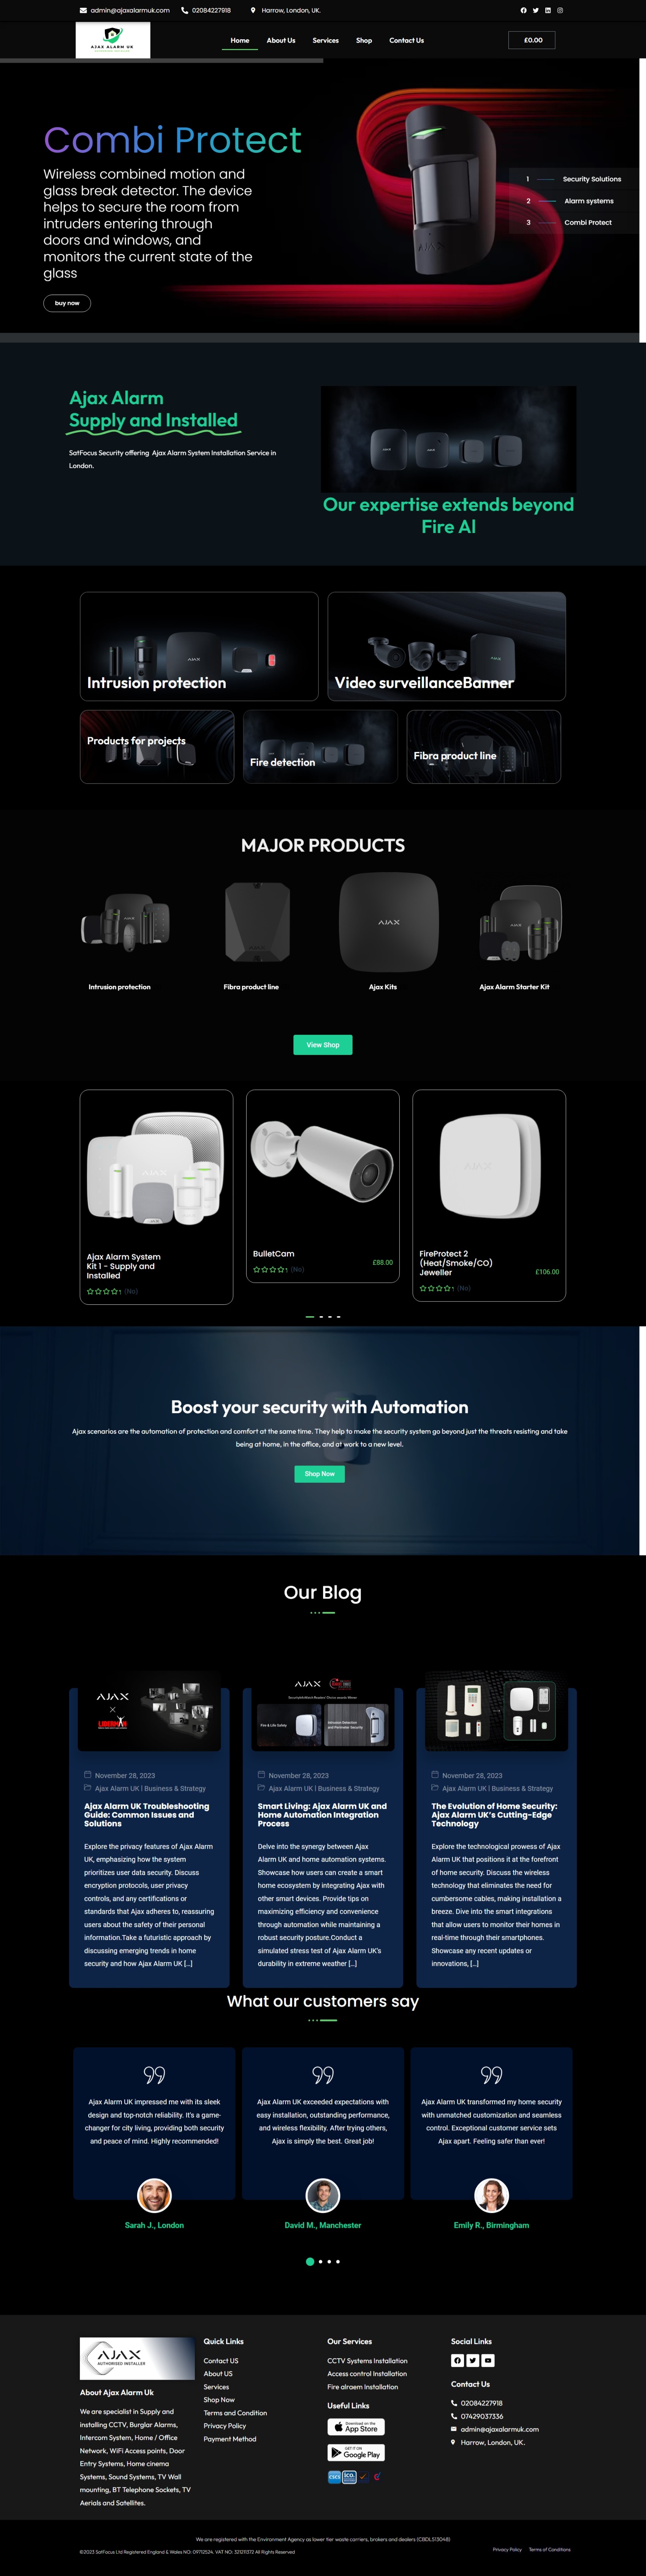 admin@ajaxalarmuk.com
02084227918
Harrow, London, UK.
AJAX ALARM UK
Home
About Us
Services
Shop
Contact Us
£0.00
Combi Protect
Wireless combined motion and
glass break detector. The device
helps to secure the room from
intruders entering through
doors and windows, and
monitors the current state of the
glass
buy now
AJAX
1 Security Solutions
2 Alarm systems
3 Combi Protect
Ajax Alarm
Supply and Installed
SatFocus Security offering Ajax Alarm System Installation Service in
London.
Our expertise extends beyond
Fire Al
AJAX
Intrusion protection
Video surveillanceBanner
Products for projects
Fire detection
Fibra product line
MAJOR PRODUCTS
AJAX
AJAX
AJAX
Intrusion protection
Fibra product line
Ajax Kits
Ajax Alarm Starter Kit
View Shop
AJAX
Ajax Alarm System
Kit 1 - Supply and
Installed
(No)
BulletCam
£88.00
(No)
AJAX
FireProtect 2
(Heat/Smoke/CO)
Jeweller
£106.00
(No)
Boost your security with Automation
Ajax scenarios are the automation of protection and comfort at the same time. They help to make the security system go beyond just the threats resisting and take
being at home, in the office, and at work to a new level.
Shop Now
Our Blog
AJAX
X
November 28, 2023
Ajax Alarm UK | Business & Strategy
Ajax Alarm UK Troubleshooting
Guide: Common Issues and
Solutions
Explore the privacy features of Ajax Alarm
UK, emphasizing how the system
prioritizes user data security. Discuss
encryption protocols, user privacy
controls, and any certifications or
standards that Ajax adheres to, reassuring
users about the safety of their personal
information.Take a futuristic approach by
discussing emerging trends in home
security and how Ajax Alarm UK [...]
AJAX
Fire & Life Safety
Intrusion Detection
and Perimeter Security
November 28, 2023
Ajax Alarm UK | Business & Strategy
Smart Living: Ajax Alarm UK and
Home Automation Integration
Process
Delve into the synergy between Ajax
Alarm UK and home automation systems.
Showcase how users can create a smart
home ecosystem by integrating Ajax with
other smart devices. Provide tips on
maximizing efficiency and convenience
through automation while maintaining a
robust security posture.Conduct a
simulated stress test of Ajax Alarm UK's
durability in extreme weather [...]
November 28, 2023
Ajax Alarm UK | Business & Strategy
The Evolution of Home Security:
Ajax Alarm UK's Cutting-Edge
Technology
Explore the technological prowess of Ajax
Alarm UK that positions it at the forefront
of home security. Discuss the wireless
technology that eliminates the need for
cumbersome cables, making installation a
breeze. Dive into the smart integrations
that allow users to monitor their homes in
real-time through their smartphones.
Showcase any recent updates or
innovations, [...]
What our customers say
Ajax Alarm UK impressed me with its sleek
design and top-notch reliability. It's a game-
changer for city living, providing both security
and peace of mind. Highly recommended!
Sarah J., London
Ajax Alarm UK exceeded expectations with
easy installation, outstanding performance,
and wireless flexibility. After trying others,
Ajax is simply the best. Great job!
David M., Manchester
Ajax Alarm UK transformed my home security
with unmatched customization and seamless
control. Exceptional customer service sets
Ajax apart. Feeling safer than ever!
Emily R., Birmingham
AJAX
AUTHORISED INSTALLER
About Ajax Alarm Uk
We are specialist in Supply and
installing CCTV, Burglar Alarms,
Intercom System, Home / Office
Network, WiFi Access points, Door
Entry Systems, Home cinema
Systems, Sound Systems, TV Wall
mounting, BT Telephone Sockets, TV
Aerials and Satellites.
Quick Links
Contact US
About US
Services
Shop Now
Terms and Condition
Privacy Policy
Payment Method
Our Services
CCTV Systems Installation
Access control Installation
Fire alraem Installation
Useful Links
Download on the
App Store
GET IT ON
Google Play
CSCS
ico.
Social Links
Contact Us
02084227918
07429037336
admin@ajaxalarmuk.com
Harrow, London, UK.
We are registered with the Environment Agency as lower tier waste carriers, brokers and dealers (CBDL513048)
©2023 SatFocus Ltd Registered England & Wales NO: 09712524. VAT NO: 321211372 All Rights Reserved
Privacy Policy
Terms of Conditions